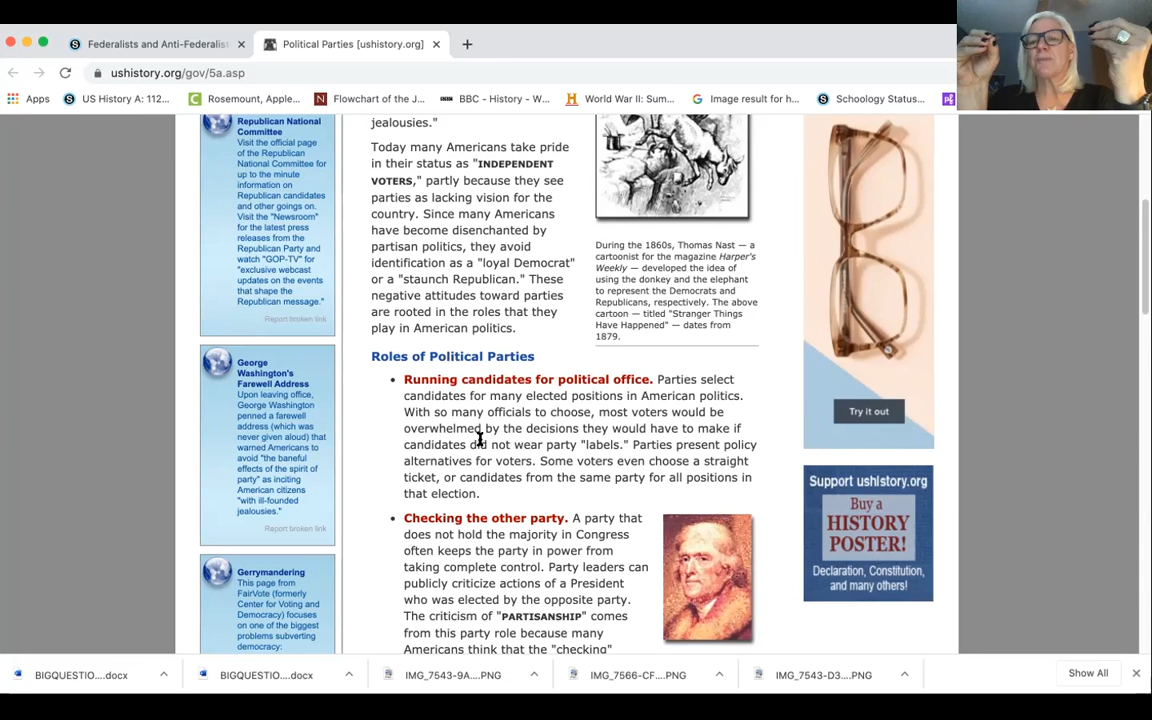 Federalists and Anti-Federalist
Political Parties [ushistory.org]
ushistory.org/gov/5a.asp
Apps
US History A: 112...
Rosemount, Apple...
Flowchart of the J...
BBC - History - W...
World War II: Sum...
Image result for h...
Schoology Status...
Republican National
Committee
Visit the official page
of the Republican
National Committee for
up to the minute
information on
Republican candidates
and other goings on.
Visit the "Newsroom"
for the latest press
releases from the
Republican Party and
watch "GOP-TV" for
"exclusive webcast
updates on the events
that shape the
Republican message."
Report broken link
George
Washington's
Farewell Address
Upon leaving office,
George Washington
penned a farewell
address (which was
never given aloud) that
warned Americans to
avoid "the baneful
effects of the spirit of
party" as inciting
American citizens
"with ill-founded
jealousies."
Report broken link
Gerrymandering
This page from
FairVote (formerly
Center for Voting and
Democracy) focuses
on one of the biggest
problems subverting
democracy:
jealousies."
Today many Americans take pride
in their status as "INDEPENDENT
VOTERS," partly because they see
parties as lacking vision for the
country. Since many Americans
have become disenchanted by
partisan politics, they avoid
identification as a "loyal Democrat"
or a "staunch Republican." These
negative attitudes toward parties
are rooted in the roles that they
play in American politics.
During the 1860s, Thomas Nast — a
cartoonist for the magazine Harper's
Weekly — developed the idea of
using the donkey and the elephant
to represent the Democrats and
Republicans, respectively. The above
cartoon — titled "Stranger Things
Have Happened" — dates from
1879.
Roles of Political Parties
• Running candidates for political office. Parties select
candidates for many elected positions in American politics.
With so many officials to choose, most voters would be
overwhelmed by the decisions they would have to make if
candidates did not wear party "labels." Parties present policy
alternatives for voters. Some voters even choose a straight
ticket, or candidates from the same party for all positions in
that election.
• Checking the other party. A party that
does not hold the majority in Congress
often keeps the party in power from
taking complete control. Party leaders can
publicly criticize actions of a President
who was elected by the opposite party.
The criticism of "PARTISANSHIP" comes
from this party role because many
Americans think that the "checking"
Try it out
Support ushistory.org
Buy a
HISTORY
POSTER!
Declaration, Constitution,
and many others!
BIGQUESTIO....docx
BIGQUESTIO....docx
IMG_7543-9A....PNG
IMG_7566-CF....PNG
IMG_7543-D3....PNG
Show All